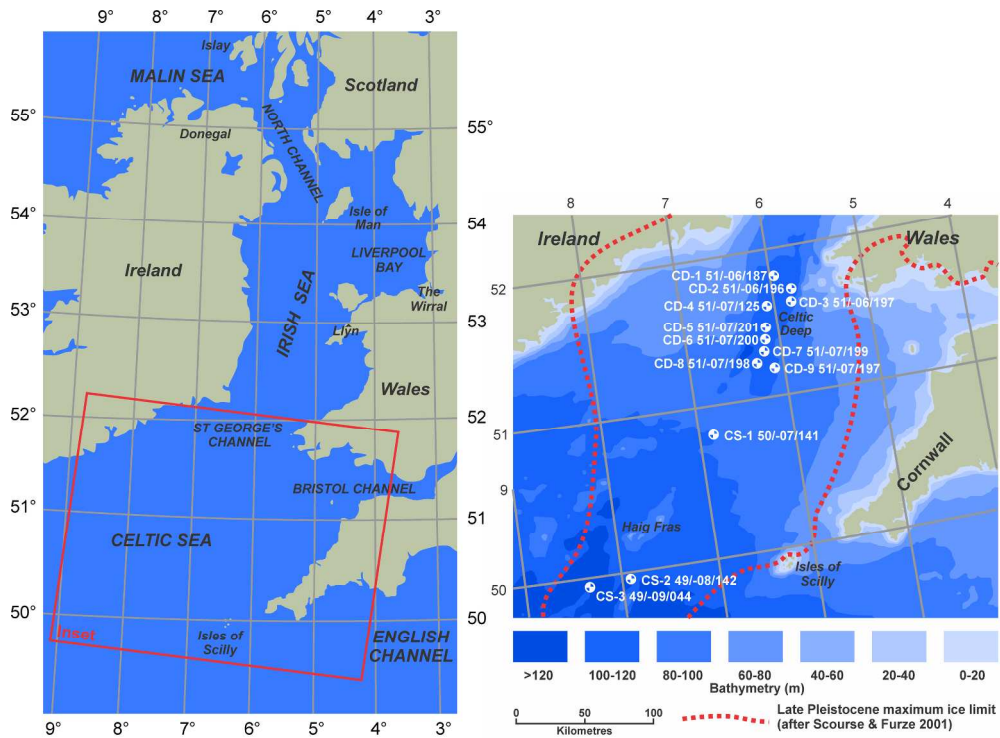 9° 8° 7° 6° 5° 4° 3°
Islay
MALIN SEA
Scotland
55°
55°
Donegal
NORTH CHANNEL
54°
Isle of
Man
LIVERPOOL
BAY
Ireland
IRISH SEA
The
Wirral
53°
Llŷn
Wales
52°
ST GEORGE'S
CHANNEL
BRISTOL CHANNEL
51°
CELTIC SEA
50°
Inset
Isles of
Scilly
ENGLISH
CHANNEL
9° 8° 7° 6° 5° 4° 3°
8 7 6 5 4
54
Ireland
Wales
52
CD-1 51/-06/187
CD-2 51/-06/196
CD-3 51/-06/197
CD-4 51/-07/125
Celtic
Deep
53
CD-5 51/-07/201
CD-6 51/-07/200
CD-7 51/-07/199
CD-8 51/-07/198
CD-9 51/-07/197
52
51
CS-1 50/-07/141
Cornwall
9
51
Haig Fras
Isles of
Scilly
CS-2 49/-08/142
CS-3 49/-09/044
50
50
>120 100-120 80-100 60-80 40-60 20-40 0-20
Bathymetry (m)
0 50 100
Kilometres
Late Pleistocene maximum ice limit
(after Scourse & Furze 2001)